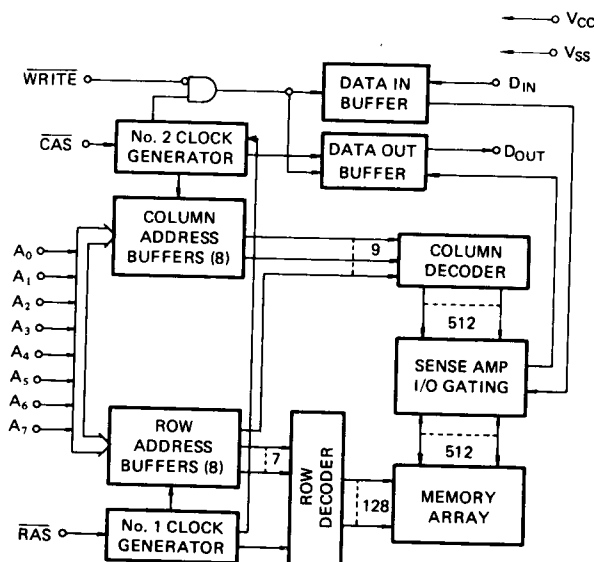 VCC
VSS
WRITE
DATA IN
BUFFER
DIN
CAS
No. 2 CLOCK
GENERATOR
DATA OUT
BUFFER
DOUT
COLUMN
ADDRESS
BUFFERS (8)
9
COLUMN
DECODER
A0
A1
A2
A3
A4
A5
A6
A7
512
SENSE AMP
I/O GATING
ROW
ADDRESS
BUFFERS (8)
7
ROW
DECODER
512
128
MEMORY
ARRAY
RAS
No. 1 CLOCK
GENERATOR